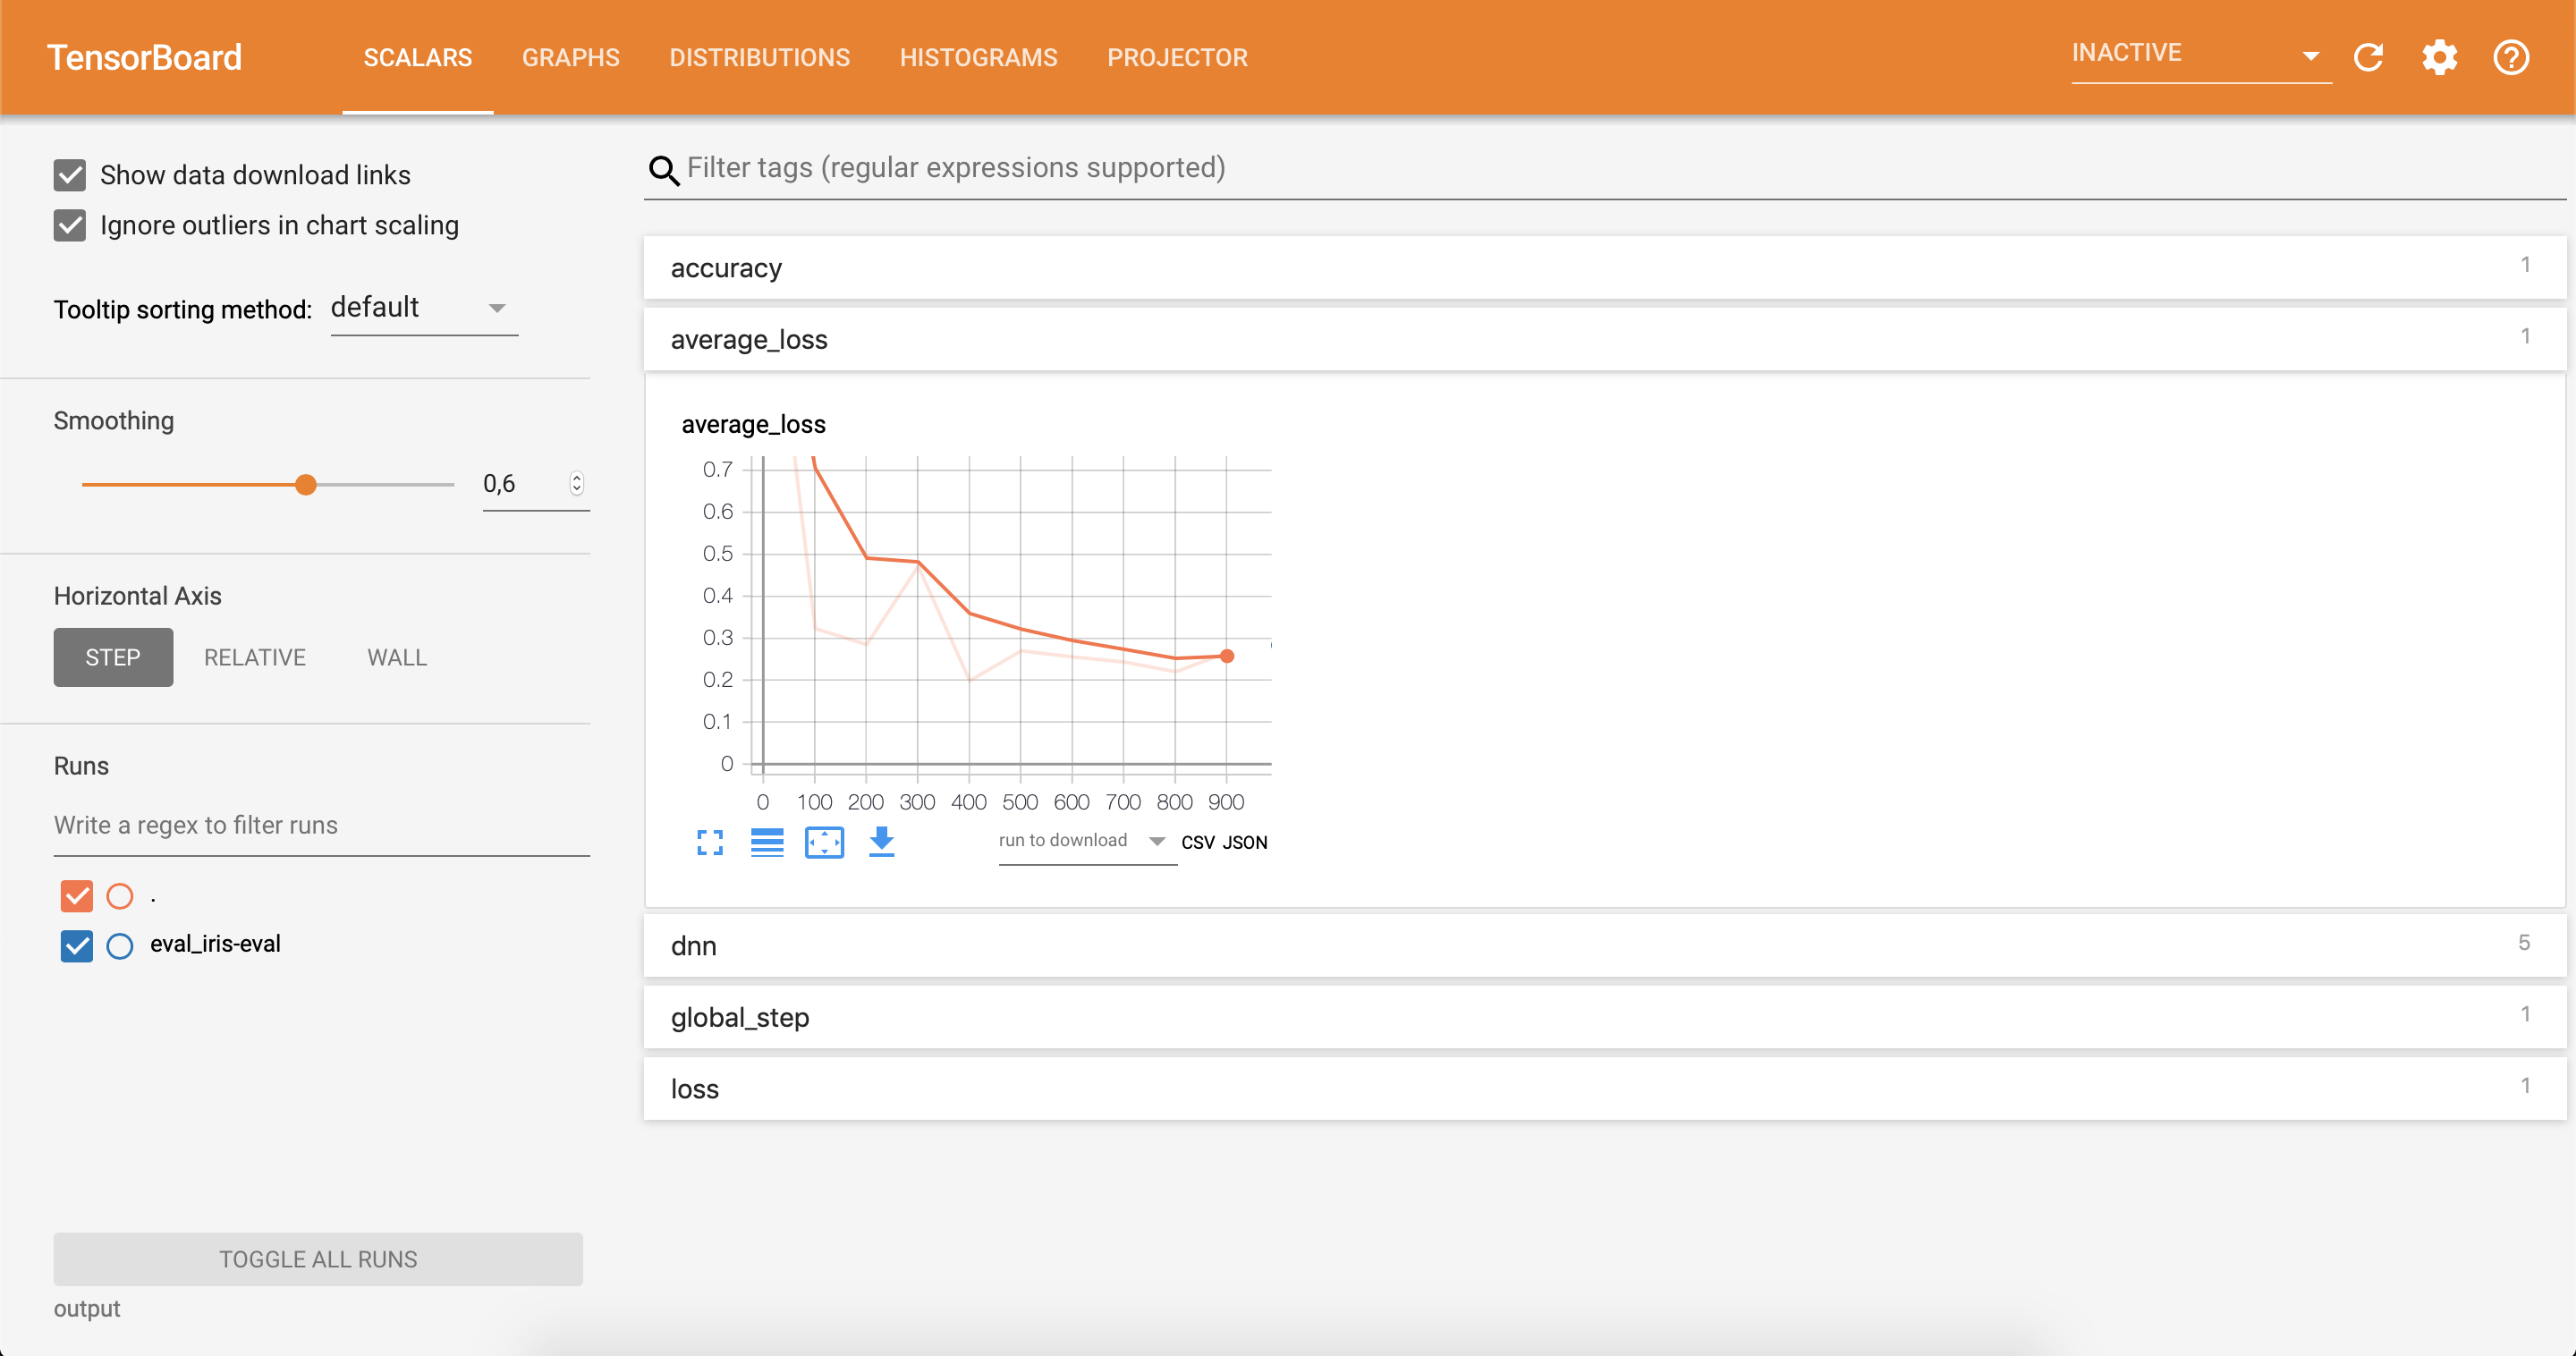 TensorBoard SCALARS GRAPHS DISTRIBUTIONS HISTOGRAMS PROJECTOR INACTIVE
Show data download links
Ignore outliers in chart scaling
Tooltip sorting method: default
Smoothing
0,6
Horizontal Axis
STEP RELATIVE WALL
Runs
Write a regex to filter runs
.
eval_iris-eval
TOGGLE ALL RUNS
output
Filter tags (regular expressions supported)
accuracy 1
average_loss 1
average_loss
0.7
0.6
0.5
0.4
0.3
0.2
0.1
0
0 100 200 300 400 500 600 700 800 900
run to download CSV JSON
dnn 5
global_step 1
loss 1